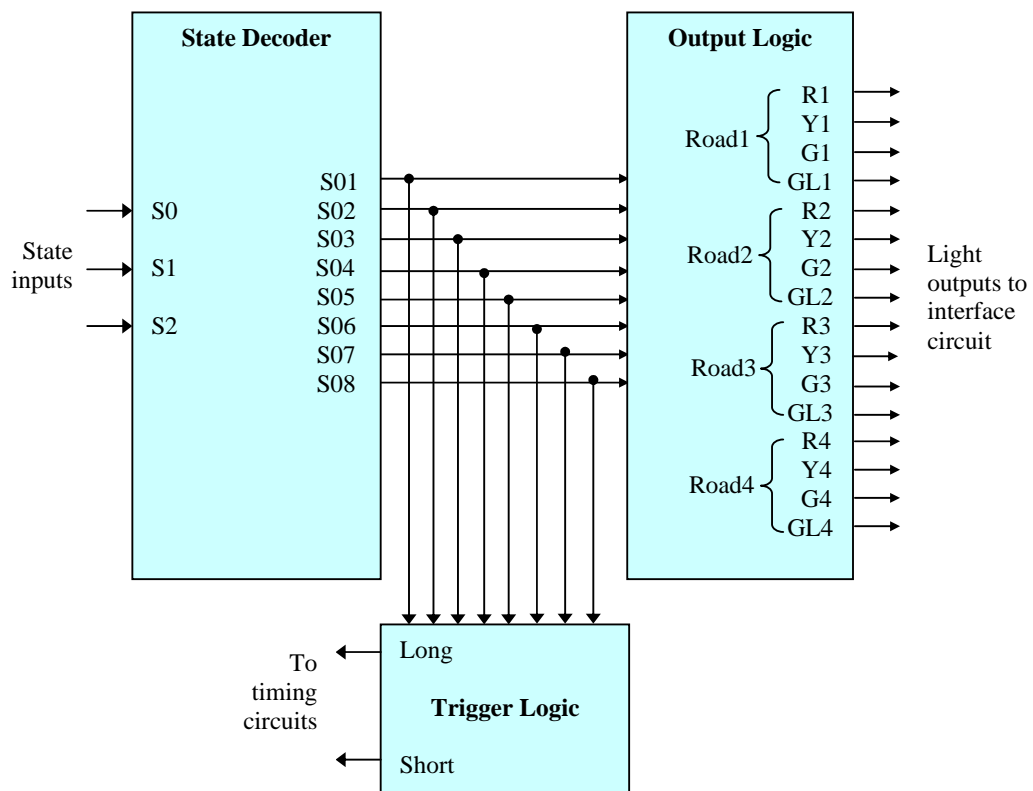 State Decoder
S0
S1
S2
State
inputs
S01
S02
S03
S04
S05
S06
S07
S08
Output Logic
Road1
R1
Y1
G1
GL1
Road2
R2
Y2
G2
GL2
Road3
R3
Y3
G3
GL3
Road4
R4
Y4
G4
GL4
Light
outputs to
interface
circuit
To
timing
circuits
Long
Trigger Logic
Short